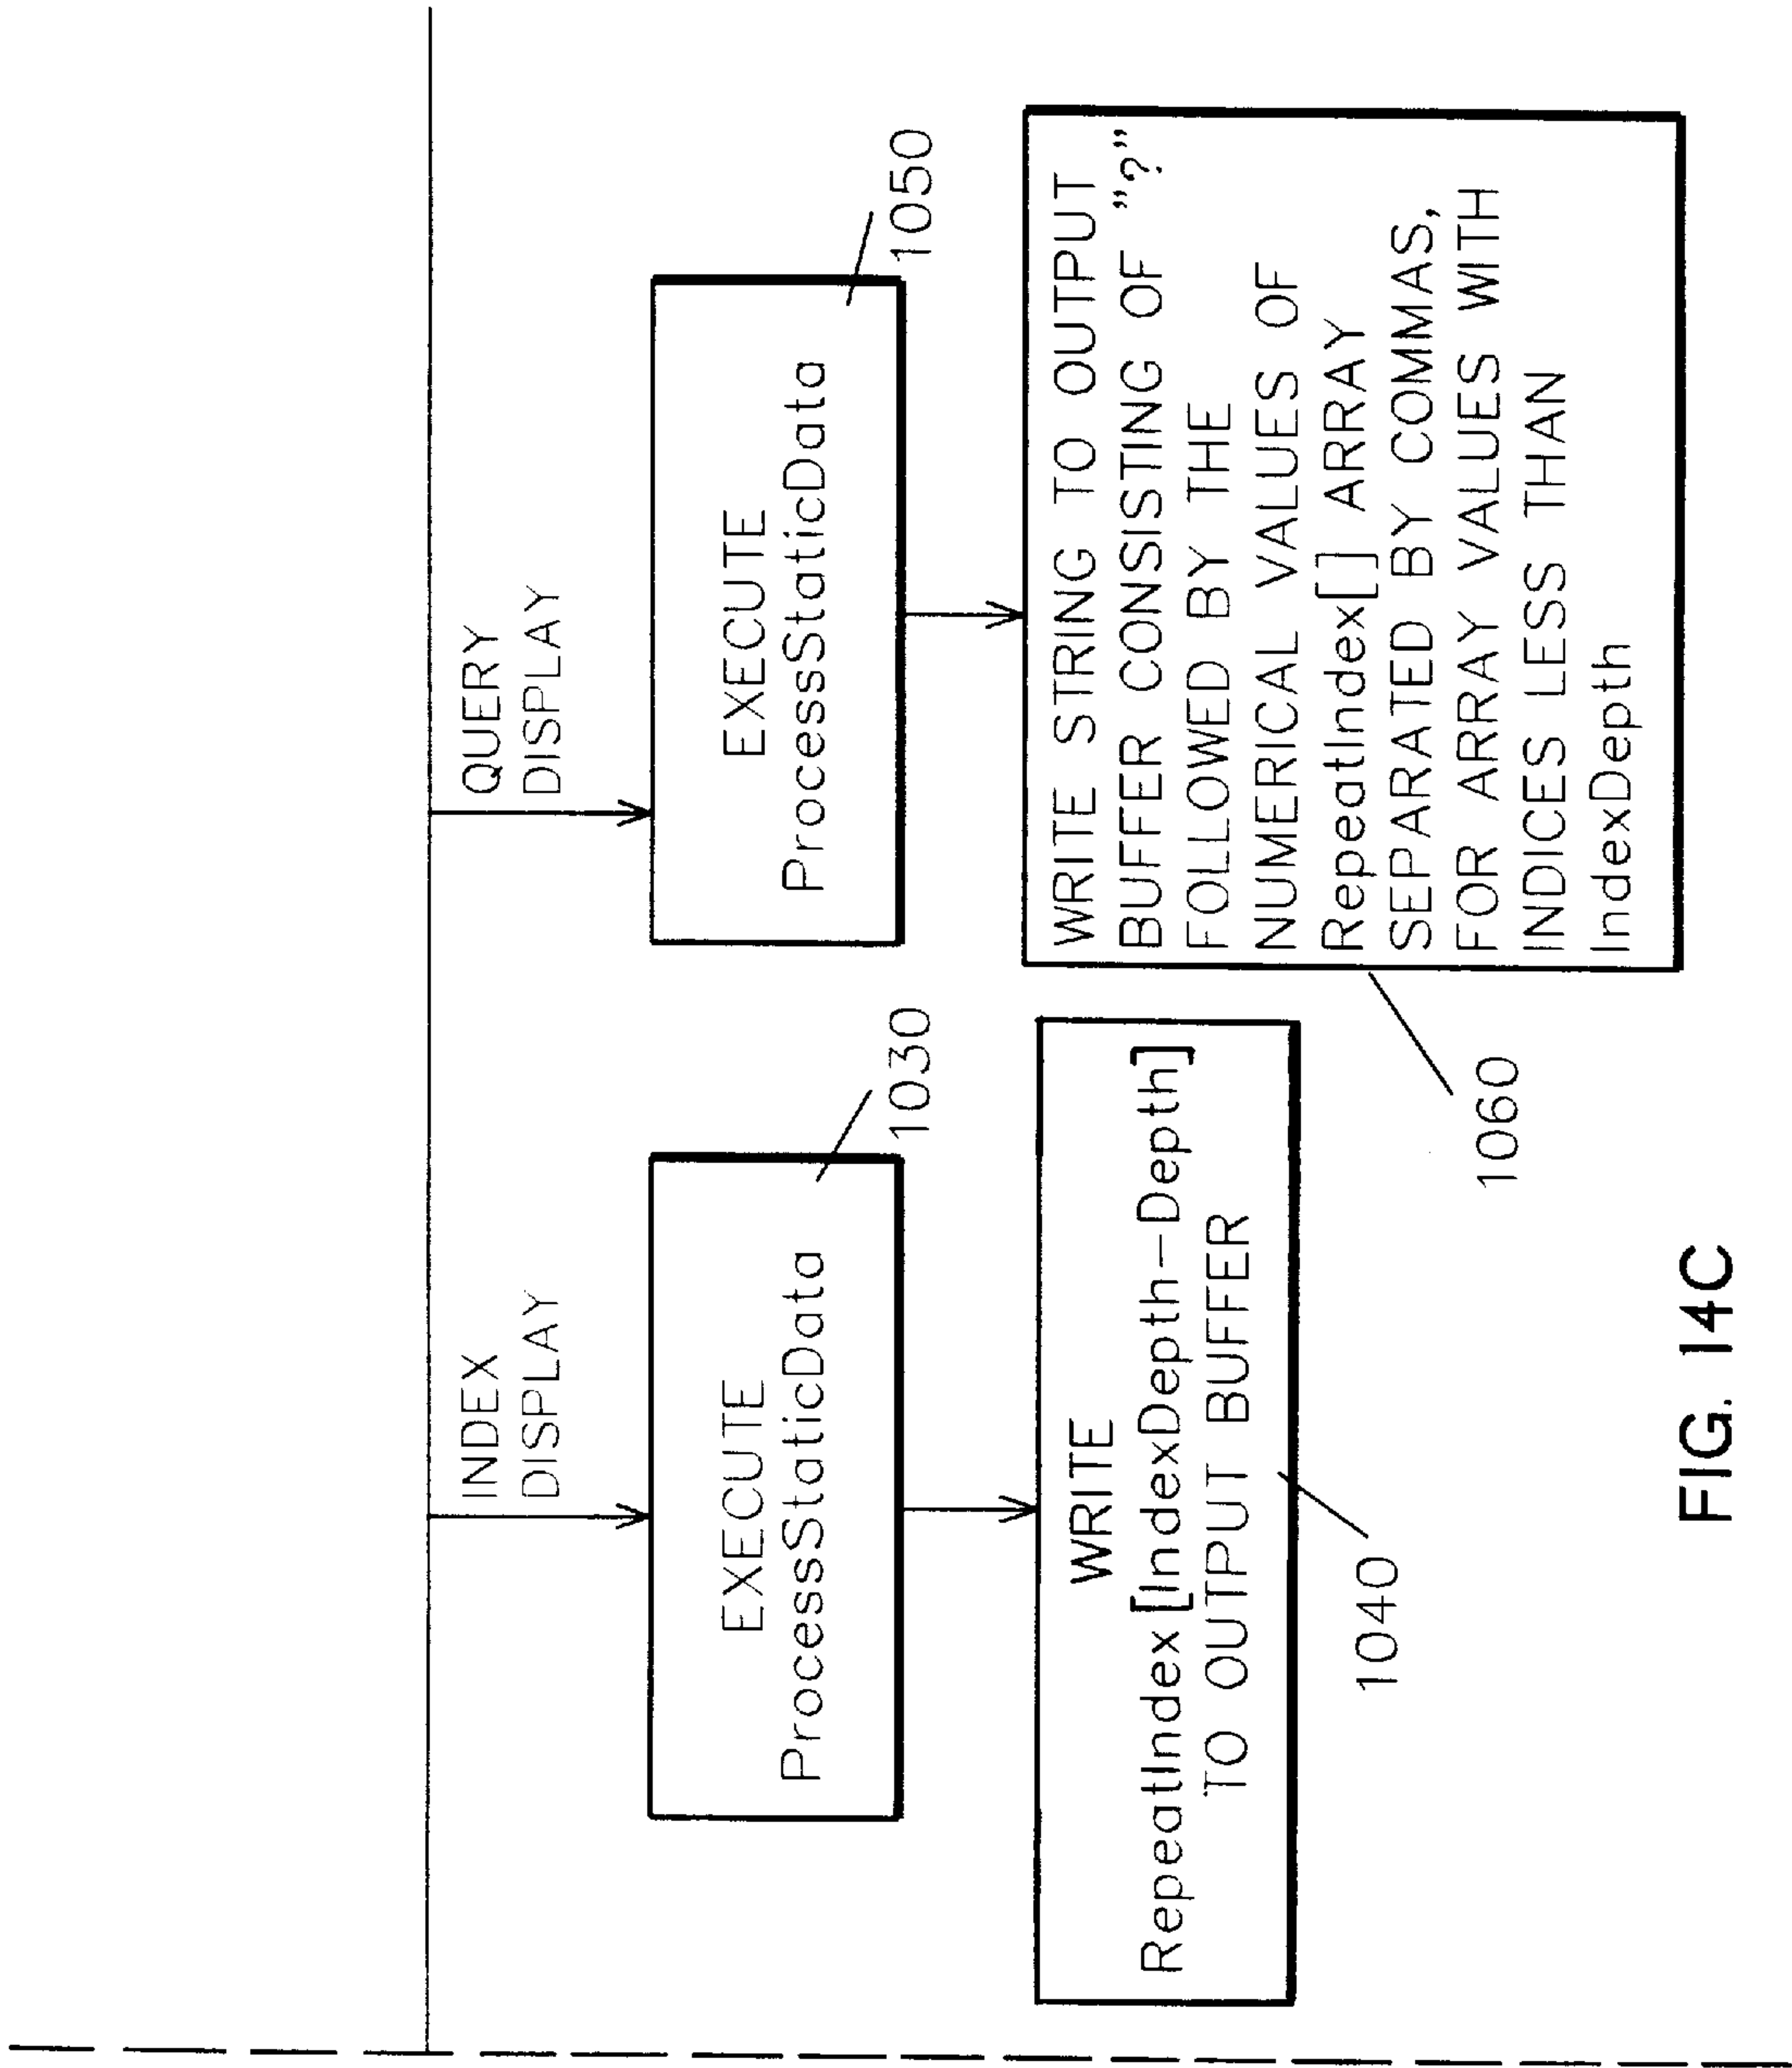 INDEX
DISPLAY
EXECUTE
ProcessStaticData
1030
WRITE
RepeatIndex[IndexDepth-Depth]
TO OUTPUT BUFFER
1040
QUERY
DISPLAY
EXECUTE
ProcessStaticData
1050
WRITE STRING TO OUTPUT
BUFFER CONSISTING OF "?"
FOLLOWED BY THE
NUMERICAL VALUES OF
RepeatIndex[] ARRAY
SEPARATED BY COMMAS,
FOR ARRAY VALUES WITH
INDICES LESS THAN
IndexDepth
1060
FIG. 14C